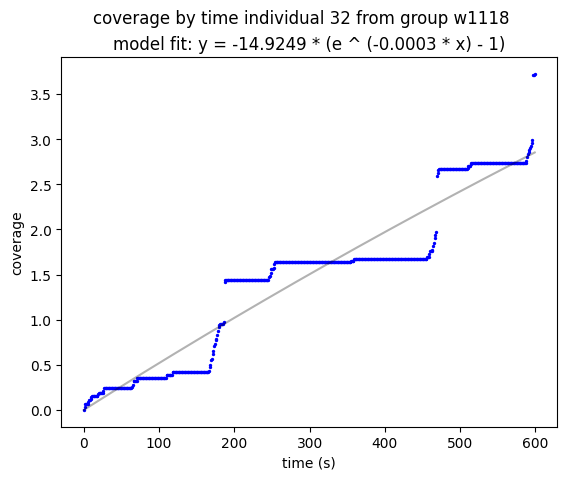 coverage by time individual 32 from group w1118
model fit: y = -14.9249 * (e ^ (-0.0003 * x) - 1)
3.5
3.0
2.5
2.0
1.5
1.0
0.5
0.0
coverage
0 100 200 300 400 500 600
time (s)